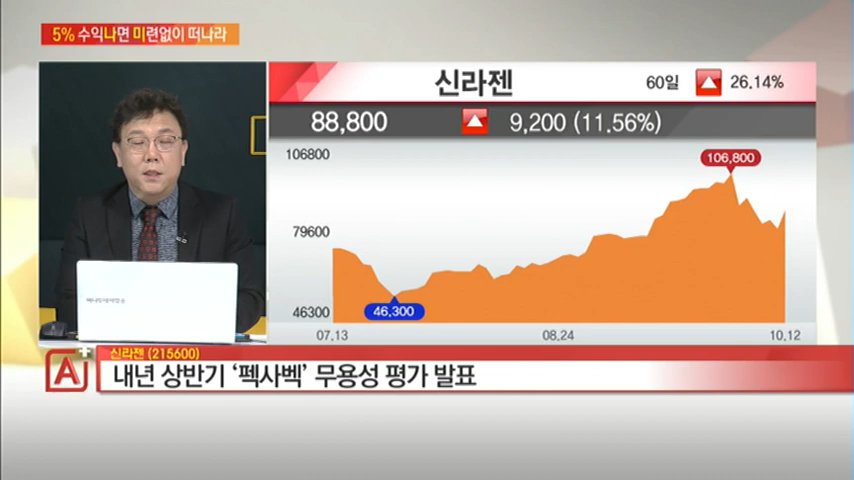 5% 수익나면 미련없이 떠나라
신라젠
60일 26.14%
88,800 9,200 (11.56%)
106800
106,800
79600
46300
46,300
07.13 08.24 10.12
A+
신라젠 (215600)
내년 상반기 ‘펙사벡’ 무용성 평가 발표